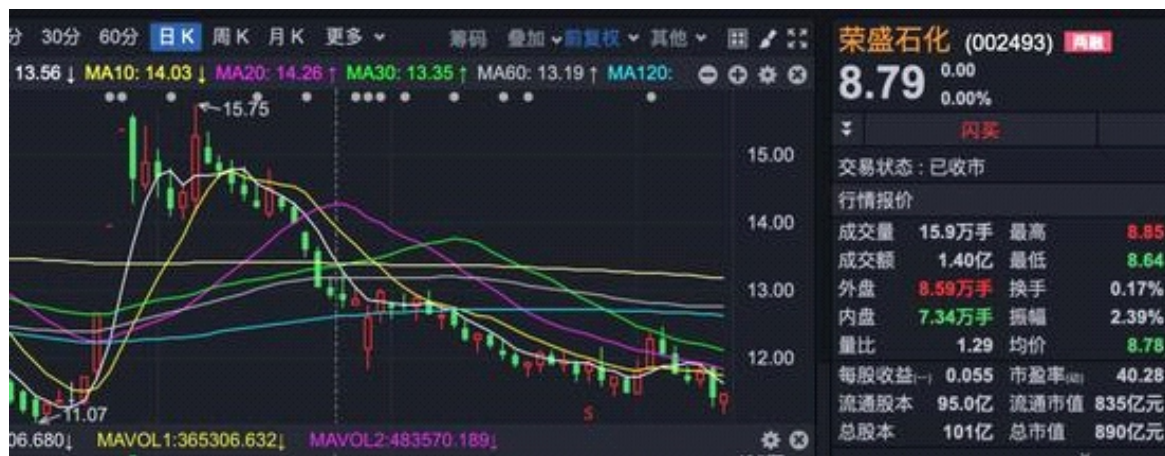 分 30分 60分 日K 周K 月K 更多 筹码 叠加 前复权 其他
13.56↓ MA10: 14.03↓ MA20: 14.26↑ MA30: 13.35↑ MA60: 13.19↑ MA120:
15.75
15.00
14.00
13.00
12.00
11.07
S
06.680↓ MAVOL1:365306.632↓ MAVOL2:483570.189↓
荣盛石化 (002493) 两融
8.79 0.00
0.00%
闪买
交易状态：已收市
行情报价
成交量 15.9万手 最高 8.85
成交额 1.40亿 最低 8.64
外盘 8.59万手 换手 0.17%
内盘 7.34万手 振幅 2.39%
量比 1.29 均价 8.78
每股收益(一) 0.055 市盈率(动) 40.28
流通股本 95.0亿 流通市值 835亿元
总股本 101亿 总市值 890亿元